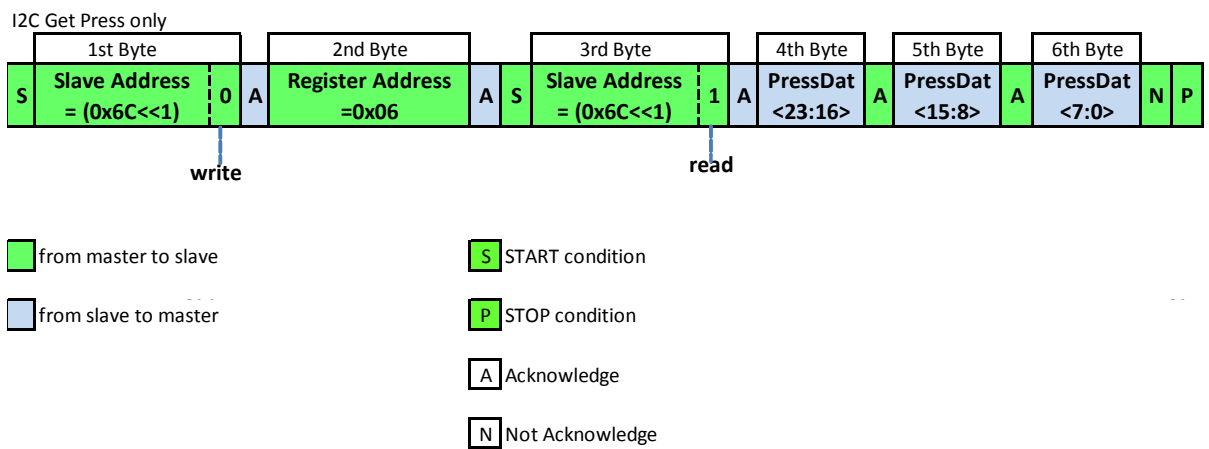 I2C Get Press only
1st Byte 2nd Byte 3rd Byte 4th Byte 5th Byte 6th Byte
S Slave Address 0 A Register Address A S Slave Address 1 A PressDat A PressDat A PressDat N P
= (0x6C<<1) =0x06 = (0x6C<<1) <23:16> <15:8> <7:0>
write read
from master to slave S START condition
from slave to master P STOP condition
A Acknowledge
N Not Acknowledge